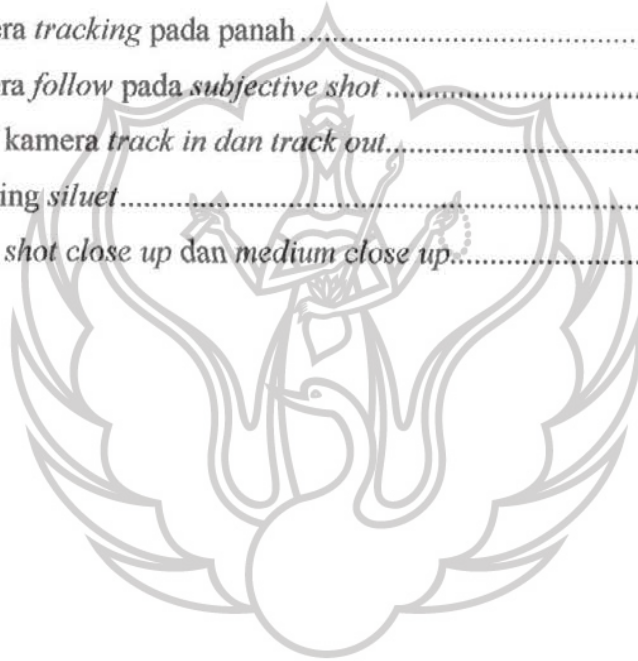 era tracking pada panah ........................................................
ra follow pada subjective shot ..........................................
kamera track in dan track out..........................................
ing siluet..................................................................................
shot close up dan medium close up..............................